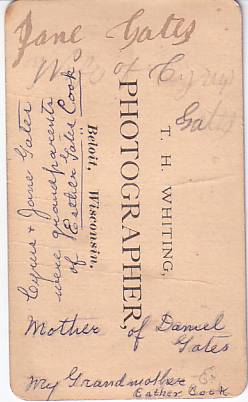 Jane Gates
Wife of Cyrus
Gates
T. H. WHITING,
PHOTOGRAPHER,
Beloit, Wisconsin.
Cyrus & Jane Gates
were grandparents
of Esther Gates Cook
Mother of Daniel
Gates
My Grandmother
Esther Cook